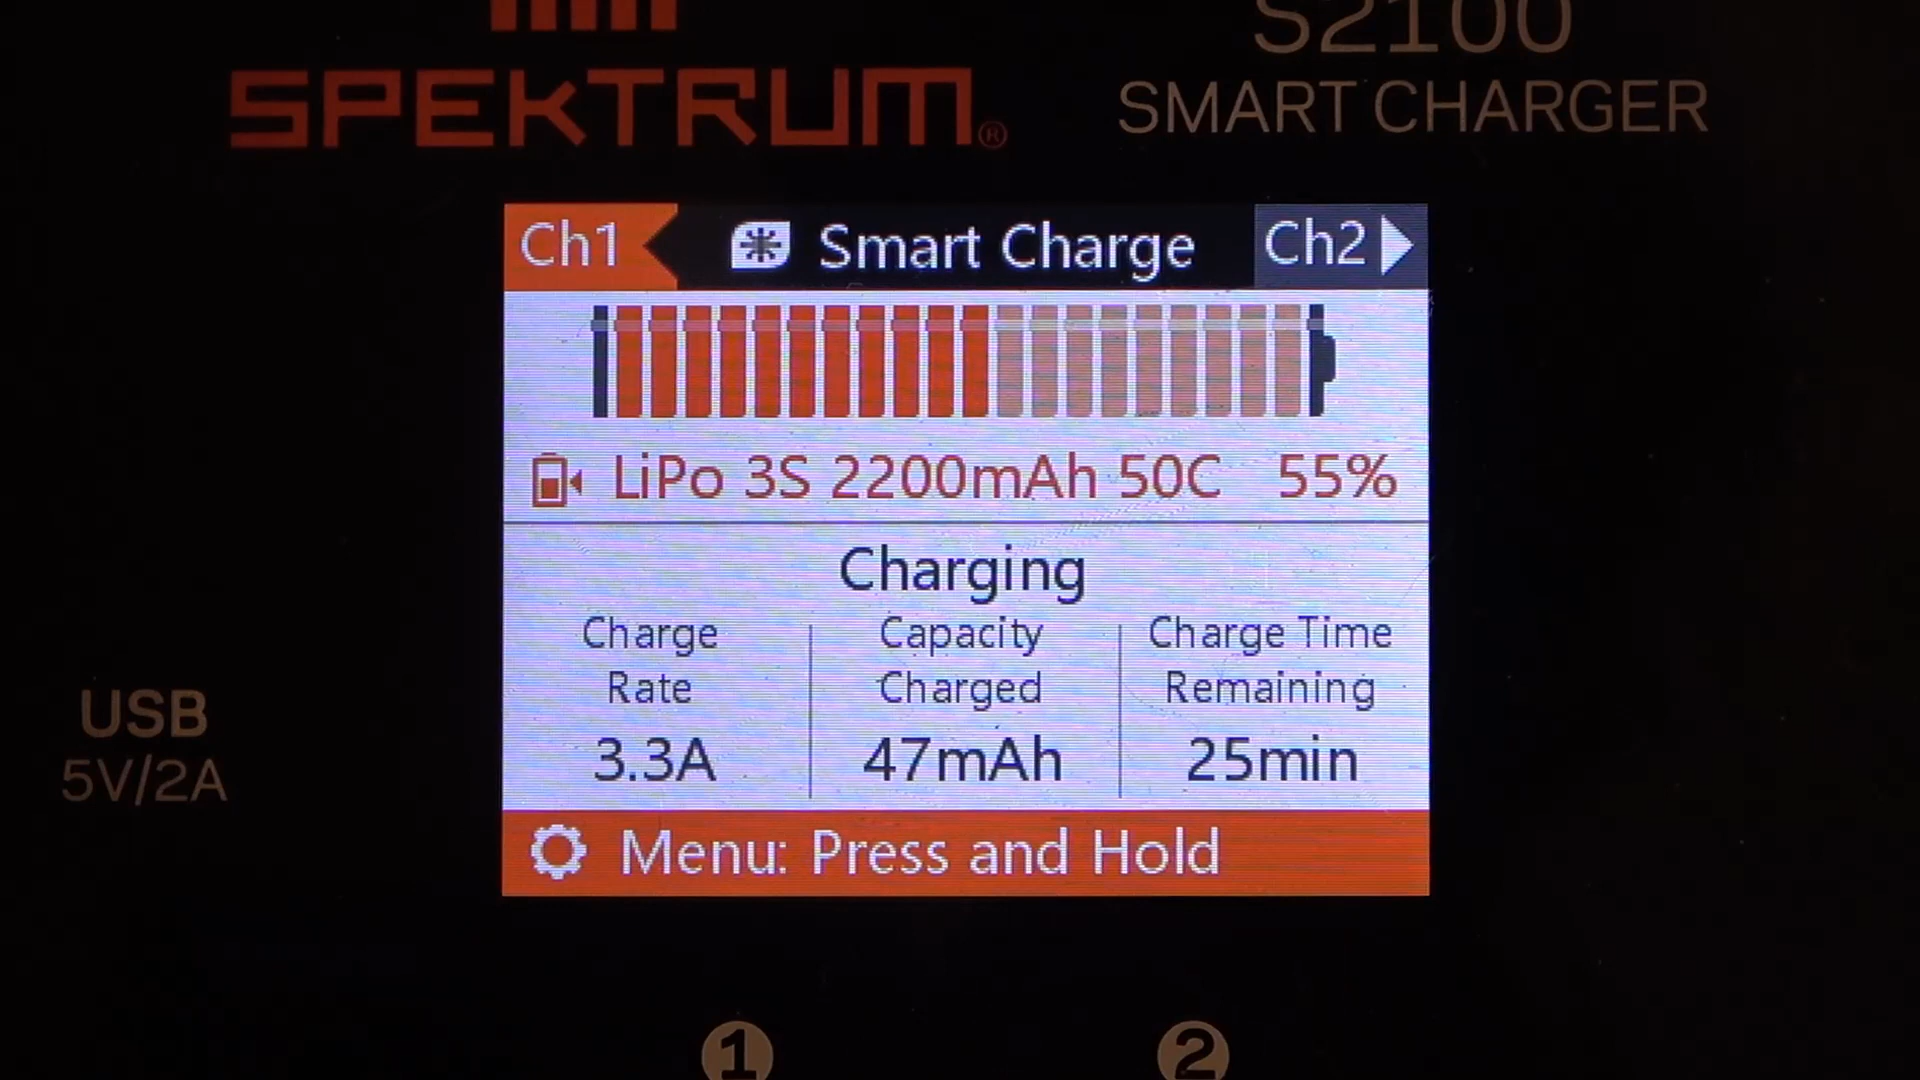 SPEKTRUM®
S2100
SMART CHARGER
Ch1 Smart Charge Ch2
LiPo 3S 2200mAh 50C 55%
Charging
Charge Rate
3.3A
Capacity Charged
47mAh
Charge Time Remaining
25min
Menu: Press and Hold
USB
5V/2A
1 2